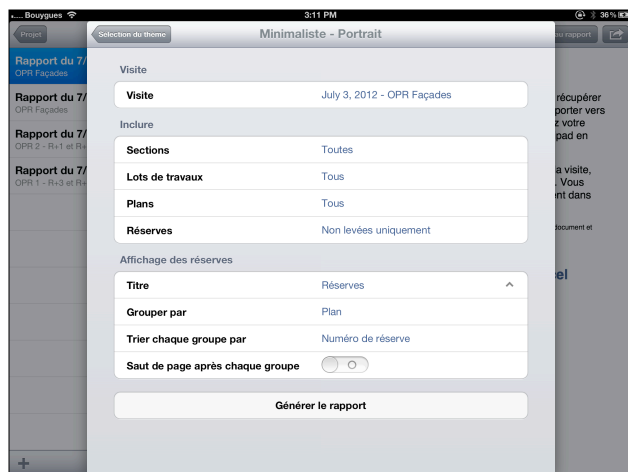 Bouygues 3:11 PM 36%
Projet Sélection du theme Minimaliste - Portrait au rapport
Rapport du 7/
OPR Façades
Rapport du 7/
OPR Façades
Rapport du 7/
OPR 2 - R+1 et R+
Rapport du 7/
OPR 1 - R+3 et R+
Visite
Visite July 3, 2012 - OPR Façades
Inclure
Sections Toutes
Lots de travaux Tous
Plans Tous
Réserves Non levées uniquement
Affichage des réserves
Titre Réserves
Grouper par Plan
Trier chaque groupe par Numéro de réserve
Saut de page après chaque groupe
Générer le rapport
récupérer
porter vers
z votre
pad en
a visite,
. Vous
ent dans
document et
el